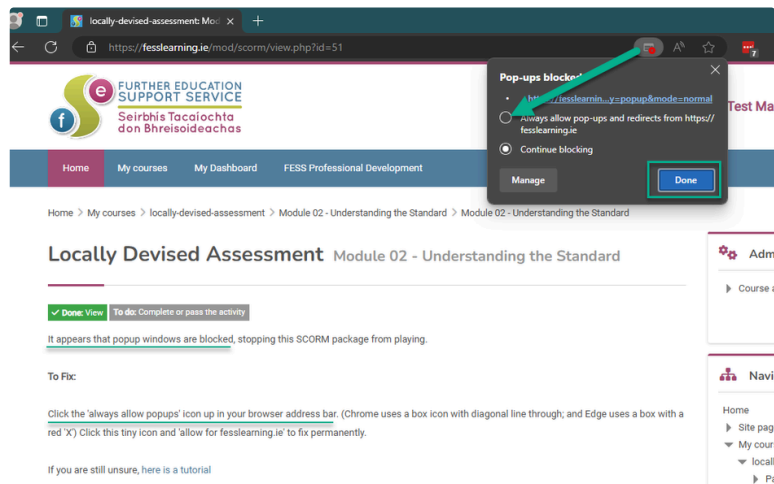 locally-devised-assessment: Mod
https://fesslearning.ie/mod/scorm/view.php?id=51
7
Pop-ups blocked
y=popup&mode=normal
Always allow pop-ups and redirects from https://
fesslearning.ie
Continue blocking
Manage
Done
f e S
FURTHER EDUCATION
SUPPORT SERVICE
Seirbhís Tacaíochta
don Bhreisoideachas
Test Ma
Home
My courses
My Dashboard
FESS Professional Development
Home > My courses > locally-devised-assessment > Module 02 - Understanding the Standard > Module 02 - Understanding the Standard
Locally Devised Assessment Module 02 - Understanding the Standard
Done: View
To do: Complete or pass the activity
It appears that popup windows are blocked, stopping this SCORM package from playing.
To Fix:
Click the 'always allow popups' icon up in your browser address bar. (Chrome uses a box icon with diagonal line through; and Edge uses a box with a
red 'X') Click this tiny icon and 'allow for fesslearning.ie' to fix permanently.
If you are still unsure, here is a tutorial
Adm
Course a
Navi
Home
Site pag
My cour
locall
Pa